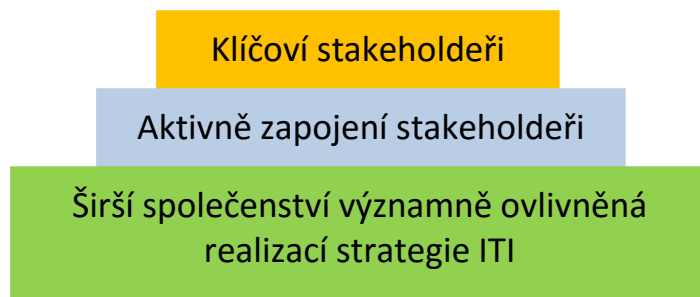 Klíčoví stakeholdeři
Aktivně zapojení stakeholdeři
Širší společenství významně ovlivněná
realizací strategie ITI